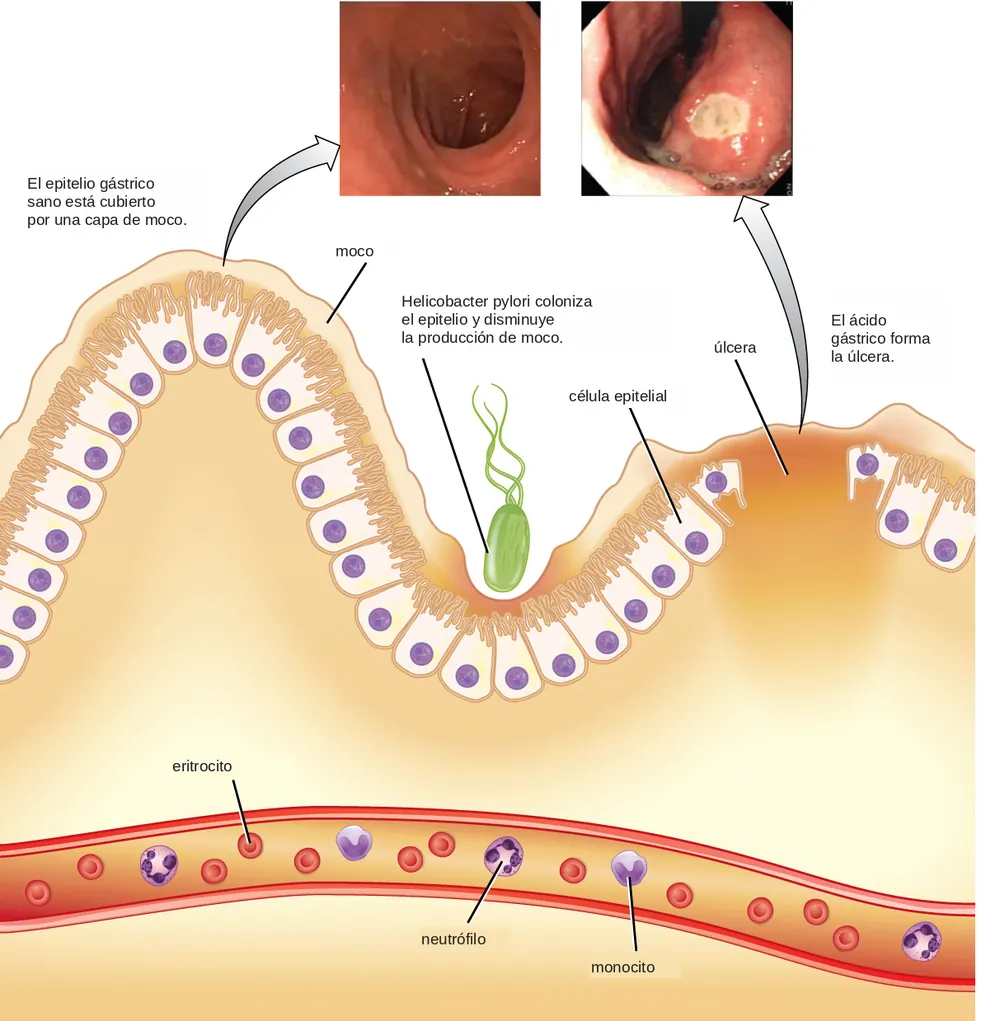 El epitelio gástrico
sano está cubierto
por una capa de moco.
moco
Helicobacter pylori coloniza
el epitelio y disminuye
la producción de moco.
célula epitelial
úlcera
El ácido
gástrico forma
la úlcera.
eritrocito
neutrófilo
monocito